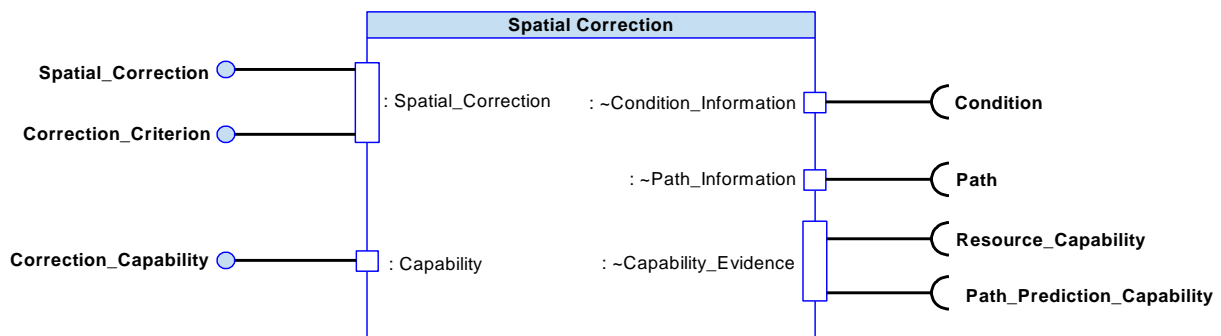 Spatial Correction
Spatial_Correction
: Spatial_Correction
: ~Condition_Information
Condition
Correction_Criterion
: ~Path_Information
Path
Resource_Capability
Correction_Capability
: Capability
: ~Capability_Evidence
Path_Prediction_Capability